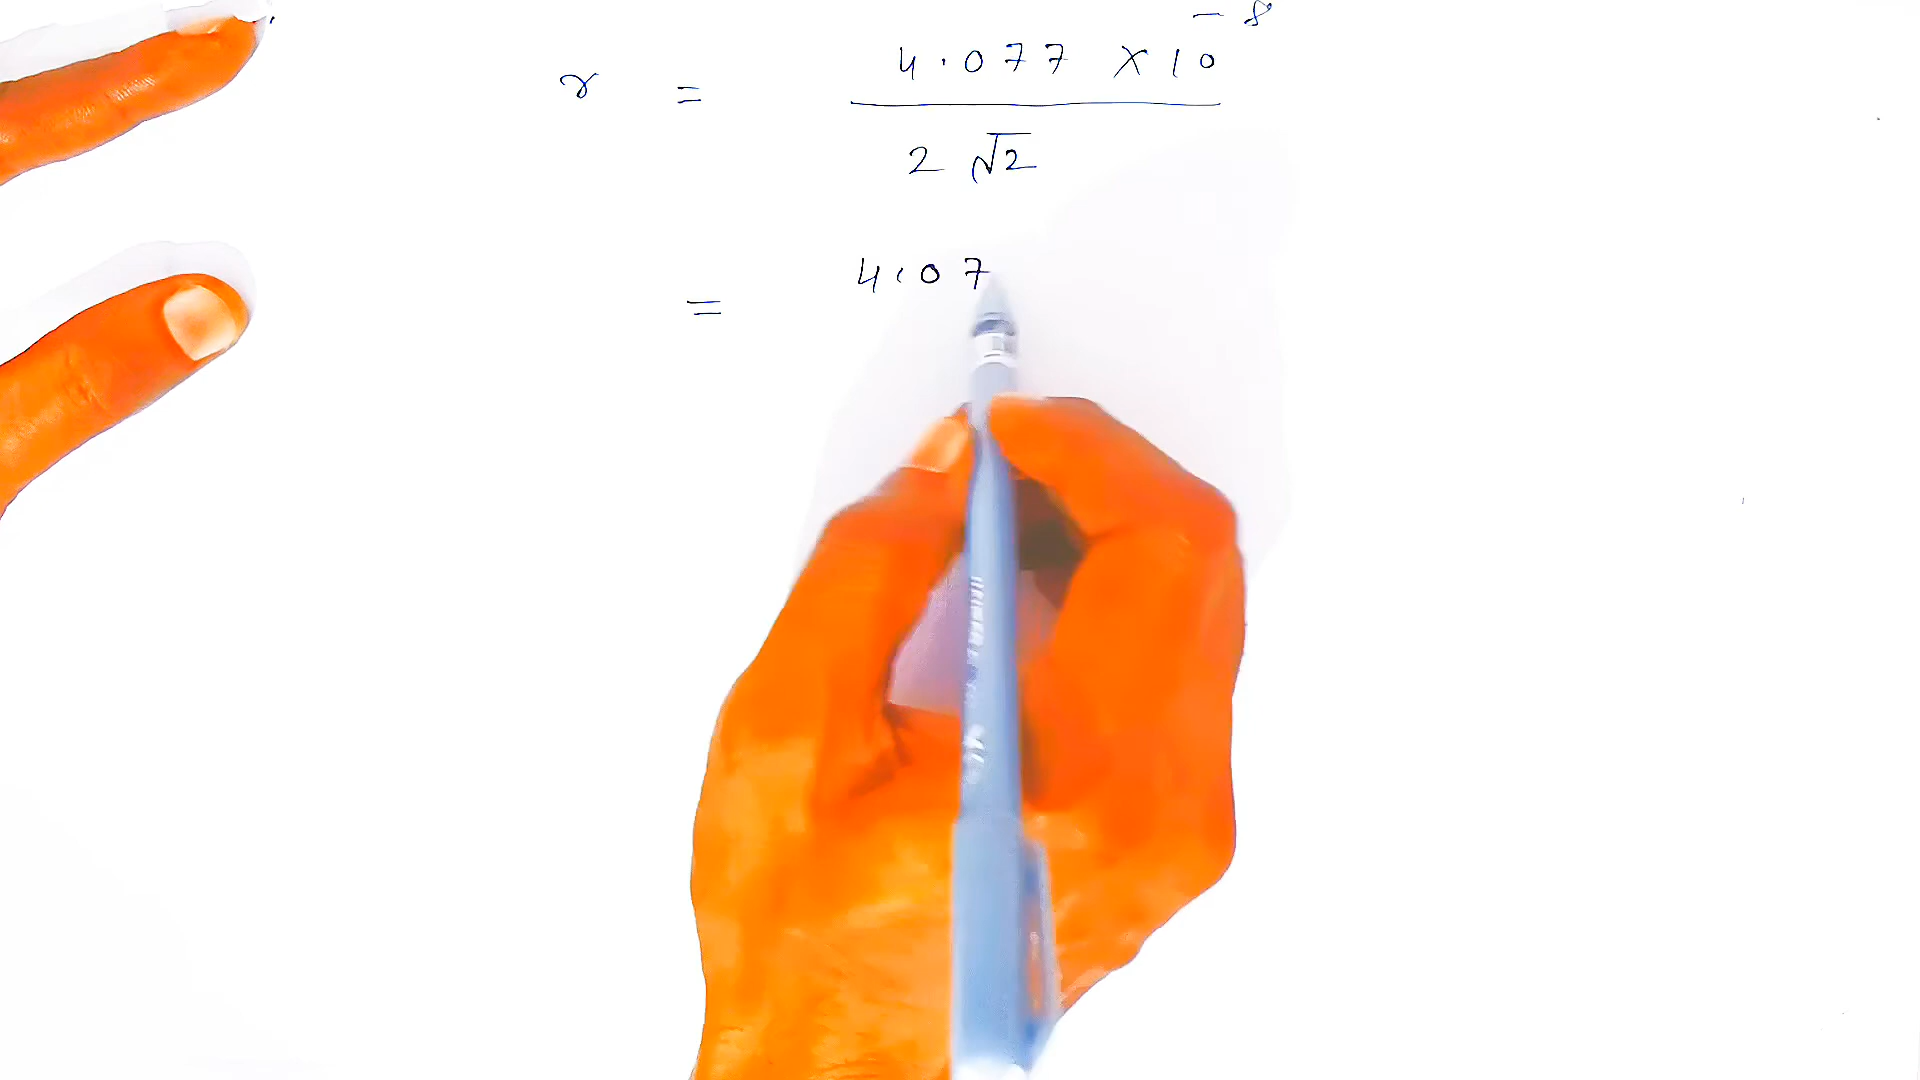 r = 4.077 × 10⁻⁸ / 2 √2
= 4.07